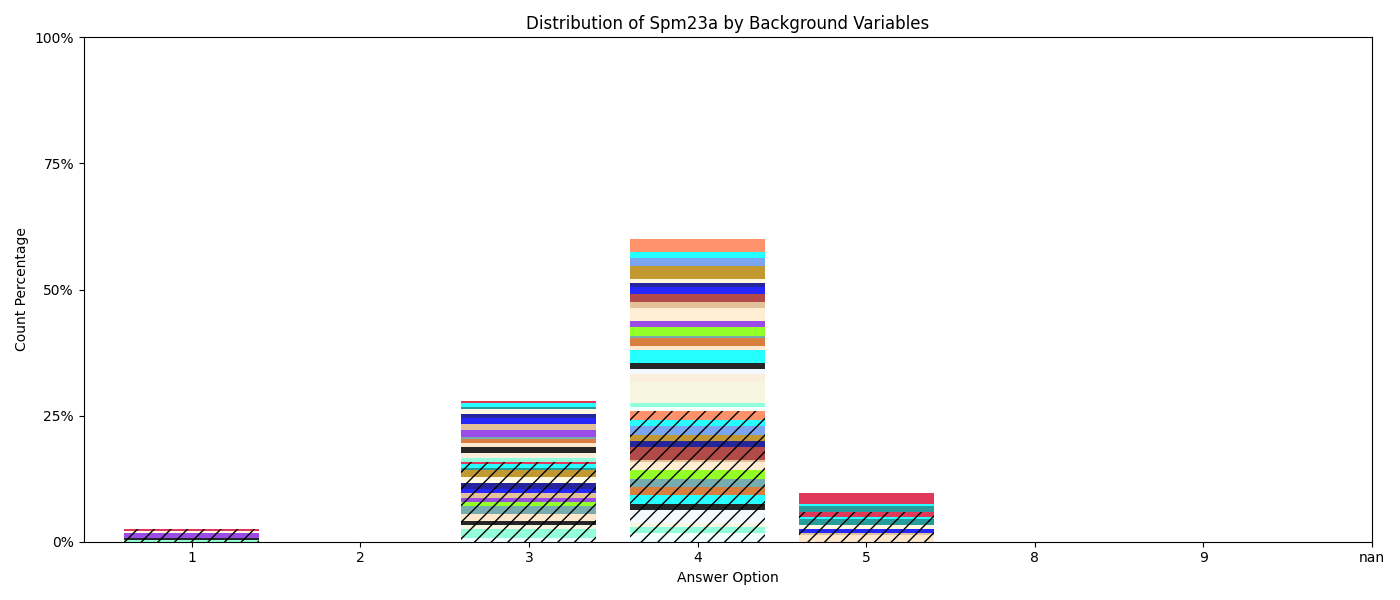 Distribution of Spm23a by Background Variables
100%
75%
50%
25%
0%
Count Percentage
1 2 3 4 5 8 9 nan
Answer Option